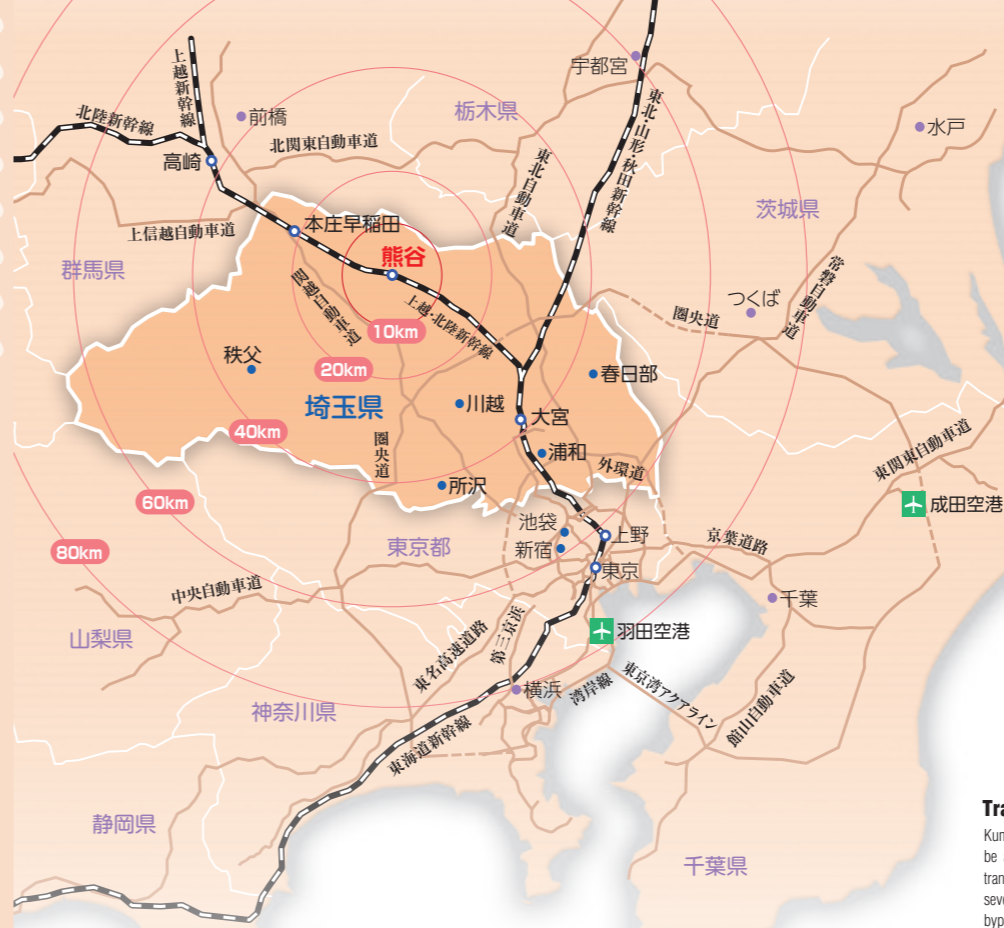 上越新幹線
宇都宮
北陸新幹線
前橋
栃木県
東北・山形・秋田新幹線
水戸
北関東自動車道
高崎
東北自動車道
茨城県
本庄早稲田
上信越自動車道
熊谷
群馬県
関越自動車道
常磐自動車道
つくば
圏央道
上越・北陸新幹線
10km
秩父
20km
春日部
埼玉県
川越
大宮
40km
圏央道
浦和
外環道
東関東自動車道
所沢
60km
成田空港
池袋
上野
京葉道路
東京都
新宿
80km
東京
中央自動車道
千葉
山梨県
第三京浜
羽田空港
東名高速道路
横浜
湾岸線
東京湾アクアライン
神奈川県
館山自動車道
東海道新幹線
静岡県
千葉県
Tra
Kun
be
tran
seve
byp